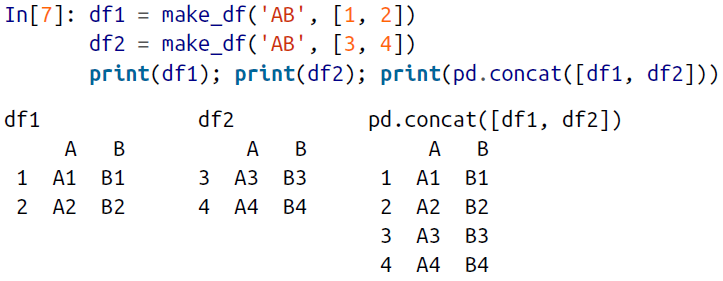 In[7]: df1 = make_df('AB', [1, 2])
df2 = make_df('AB', [3, 4])
print(df1); print(df2); print(pd.concat([df1, df2]))
df1 df2 pd.concat([df1, df2])
A B A B A B
1 A1 B1 3 A3 B3 1 A1 B1
2 A2 B2 4 A4 B4 2 A2 B2
3 A3 B3
4 A4 B4